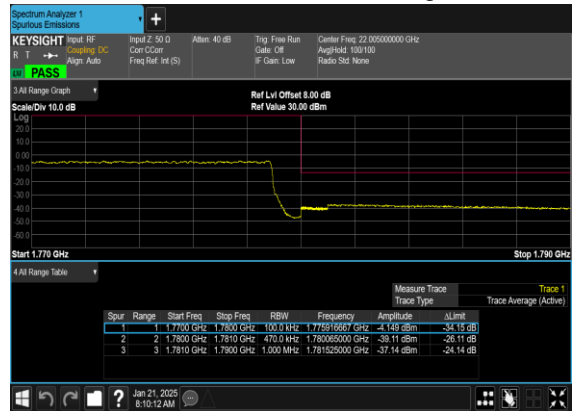 Spectrum Analyzer 1
Spurious Emissions
+
KEYSIGHT Input: RF Input Z: 50 Ω Atten: 40 dB Trig: Free Run Center Freq: 22.005000000 GHz
R T Coupling: DC Corr CCorr Gate: Off Avg|Hold: 100/100
Align: Auto Freq Ref: Int (S) IF Gain: Low Radio Std: None
LV PASS
3 All Range Graph
Ref Lvl Offset 8.00 dB
Scale/Div 10.0 dB Ref Value 30.00 dBm
Log
20.0
10.0
0.00
-10.0
-20.0
-30.0
-40.0
-50.0
-60.0
Start 1.770 GHz Stop 1.790 GHz
4 All Range Table
Measure Trace Trace 1
Trace Type Trace Average (Active)
Spur Range Start Freq Stop Freq RBW Frequency Amplitude ΔLimit
1 1 1.7700 GHz 1.7800 GHz 100.0 kHz 1.775916667 GHz -4.149 dBm -34.15 dB
2 2 1.7800 GHz 1.7810 GHz 470.0 kHz 1.780065000 GHz -39.11 dBm -26.11 dB
3 3 1.7810 GHz 1.7900 GHz 1.000 MHz 1.781525000 GHz -37.14 dBm -24.14 dB
? Jan 21, 2025
8:10:12 AM